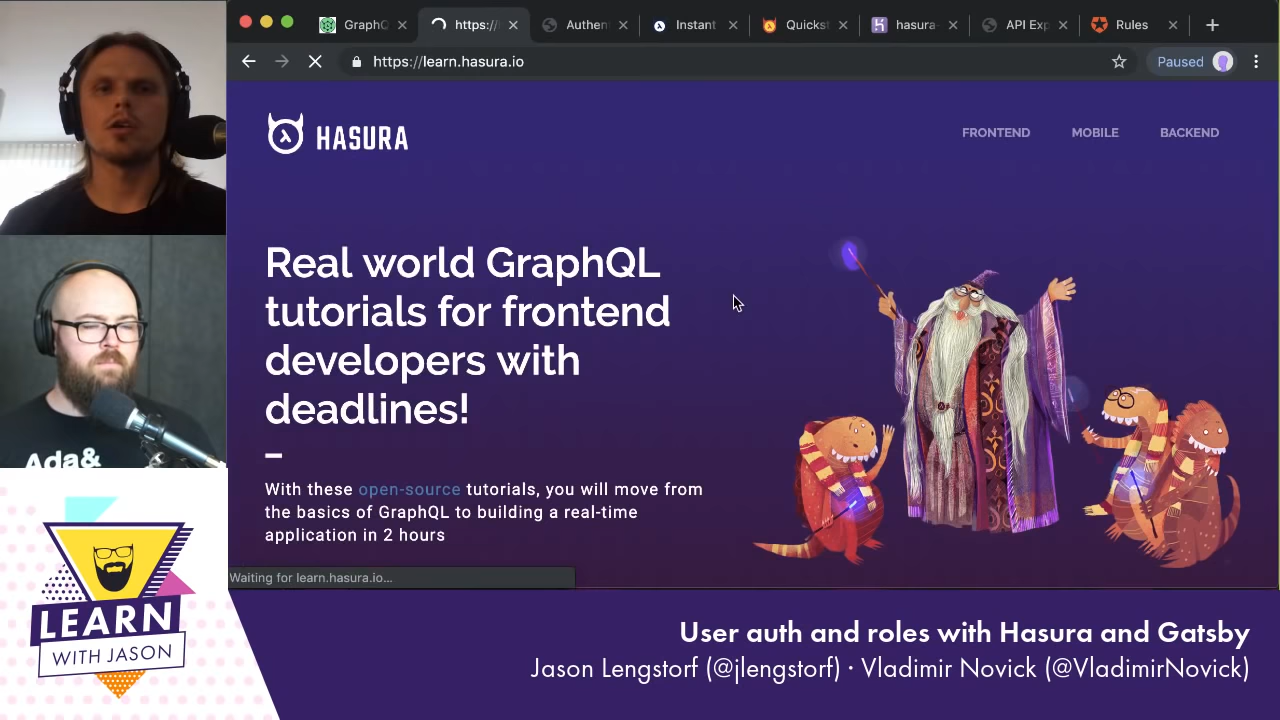 GraphQ
https://
Authen
Instant
Quickst
hasura-
API Exp
Rules
https://learn.hasura.io
Paused
HASURA
FRONTEND
MOBILE
BACKEND
Real world GraphQL
tutorials for frontend
developers with
deadlines!
With these open-source tutorials, you will move from
the basics of GraphQL to building a real-time
application in 2 hours
Waiting for learn.hasura.io...
Ada&
LEARN
WITH JASON
User auth and roles with Hasura and Gatsby
Jason Lengstorf (@jlengstorf) · Vladimir Novick (@VladimirNovick)